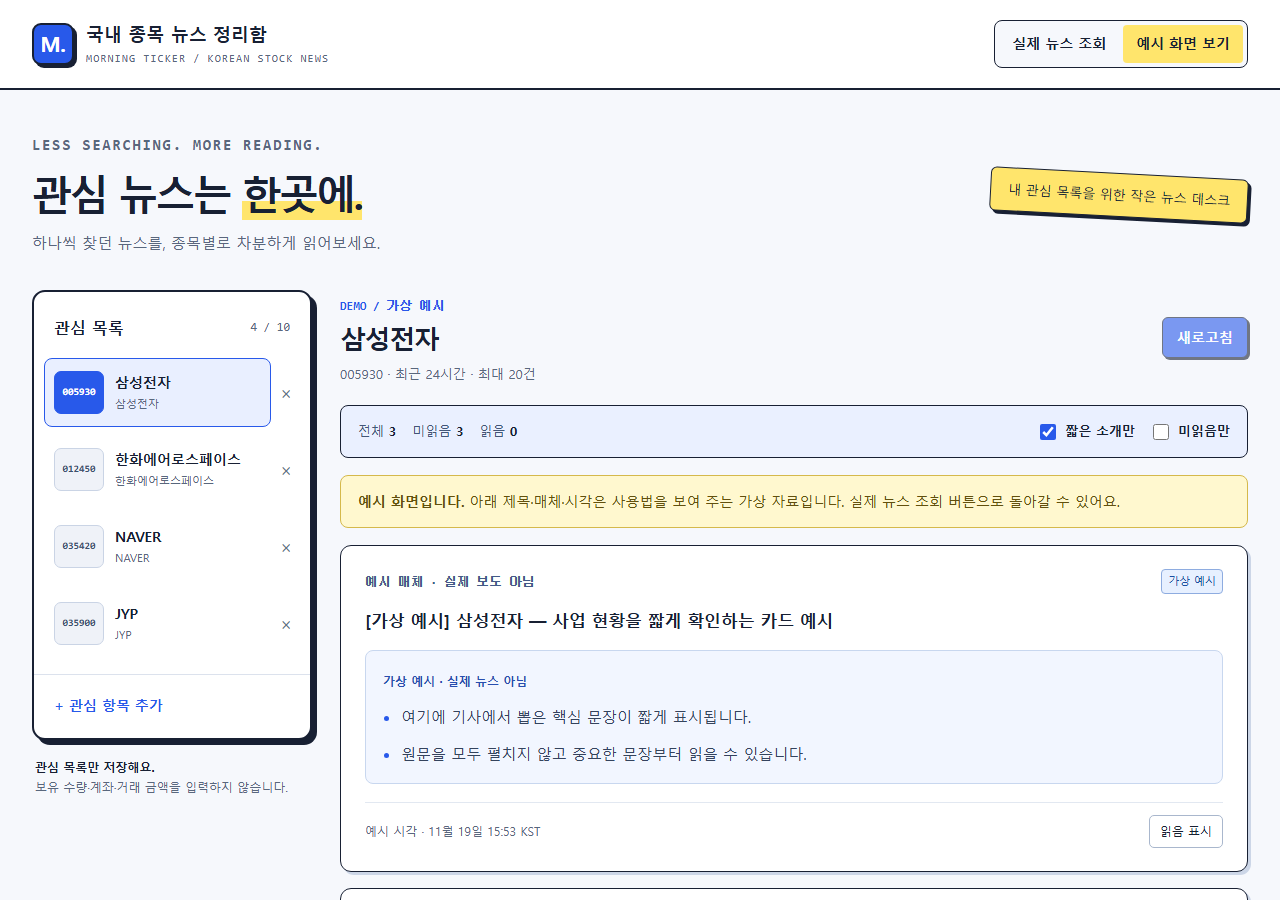 M.
국내 종목 뉴스 정리함
MORNING TICKER / KOREAN STOCK NEWS
실제 뉴스 조회
예시 화면 보기
LESS SEARCHING. MORE READING.
관심 뉴스는 한곳에.
하나씩 찾던 뉴스를, 종목별로 차분하게 읽어보세요.
내 관심 목록을 위한 작은 뉴스 데스크
관심 목록
4 / 10
005930
삼성전자
삼성전자
×
012450
한화에어로스페이스
한화에어로스페이스
×
035420
NAVER
NAVER
×
035900
JYP
JYP
×
+ 관심 항목 추가
관심 목록만 저장해요.
보유 수량·계좌·거래 금액을 입력하지 않습니다.
DEMO / 가상 예시
삼성전자
005930 · 최근 24시간 · 최대 20건
새로고침
전체 3 미읽음 3 읽음 0
짧은 소개만
미읽음만
예시 화면입니다. 아래 제목·매체·시각은 사용법을 보여 주는 가상 자료입니다. 실제 뉴스 조회 버튼으로 돌아갈 수 있어요.
예시 매체 · 실제 보도 아님
가상 예시
[가상 예시] 삼성전자 — 사업 현황을 짧게 확인하는 카드 예시
가상 예시 · 실제 뉴스 아님
• 여기에 기사에서 뽑은 핵심 문장이 짧게 표시됩니다.
• 원문을 모두 펼치지 않고 중요한 문장부터 읽을 수 있습니다.
예시 시각 · 11월 19일 15:53 KST
읽음 표시